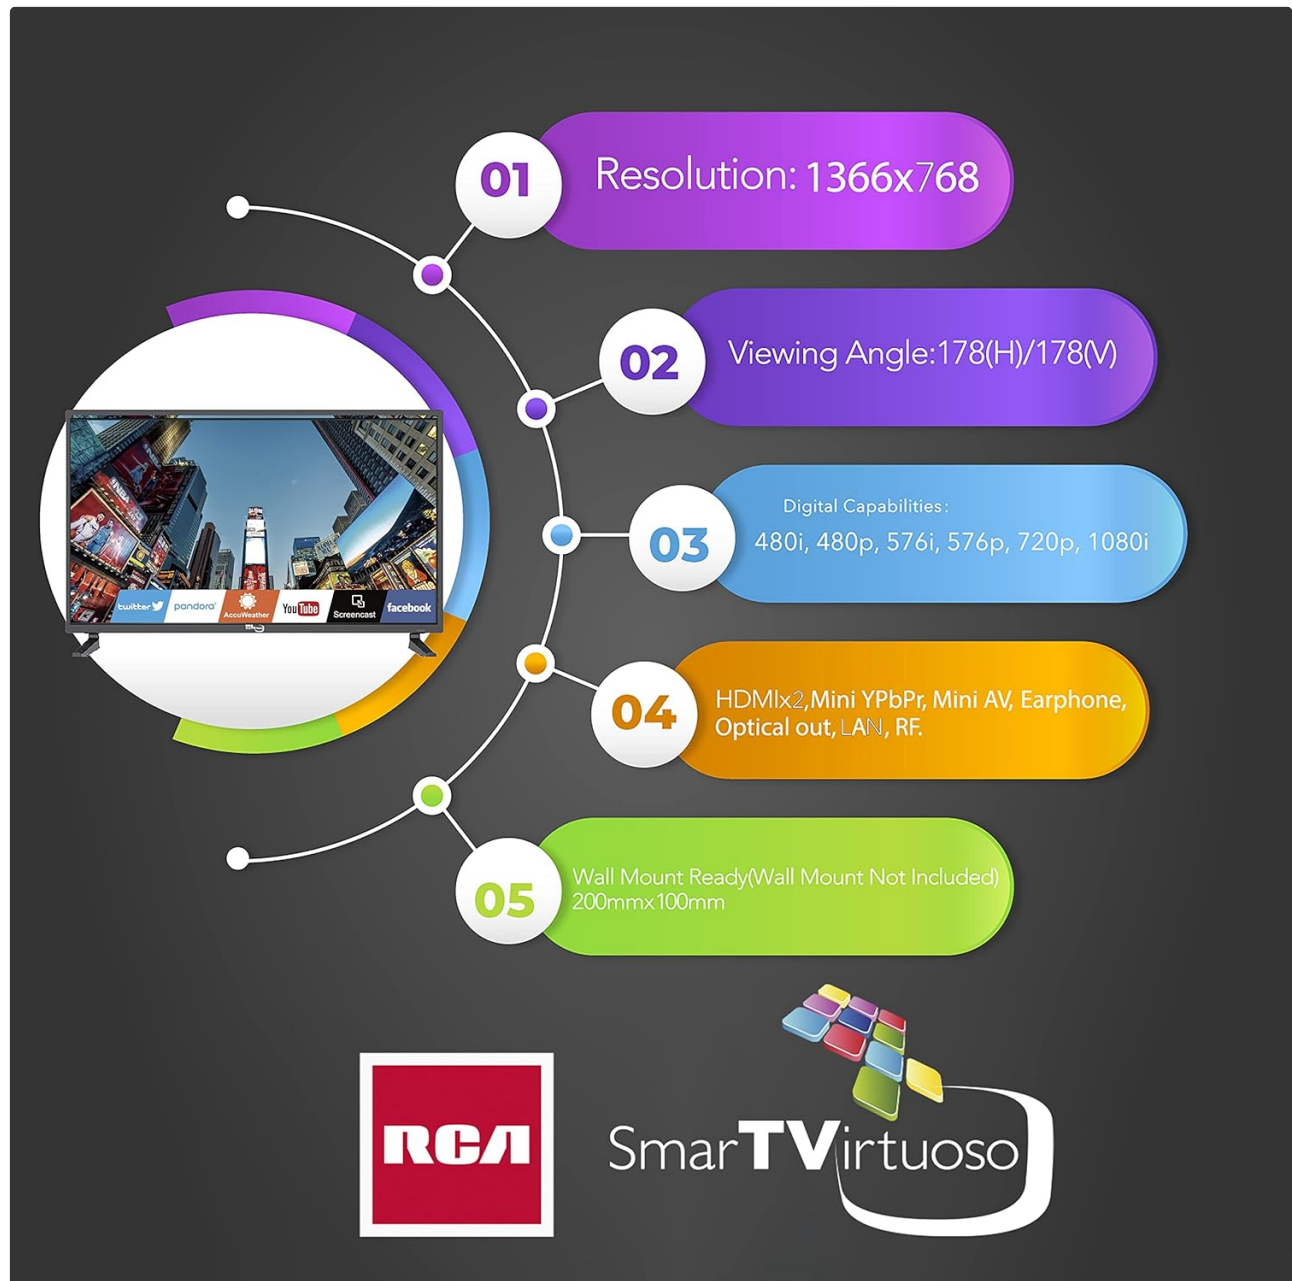 01
Resolution: 1366x768
02
Viewing Angle:178(H)/178(V)
03
Digital Capabilities:
480i, 480p, 576i, 576p, 720p, 1080i
NBA
twitter
pandora
AccuWeather
YouTube
Screencast
facebook
04
HDMIx2,Mini YPbPr, Mini AV, Earphone,
Optical out, LAN, RF.
05
Wall Mount Ready(Wall Mount Not Included)
200mmx100mm
RCA
SmarTVirtuoso